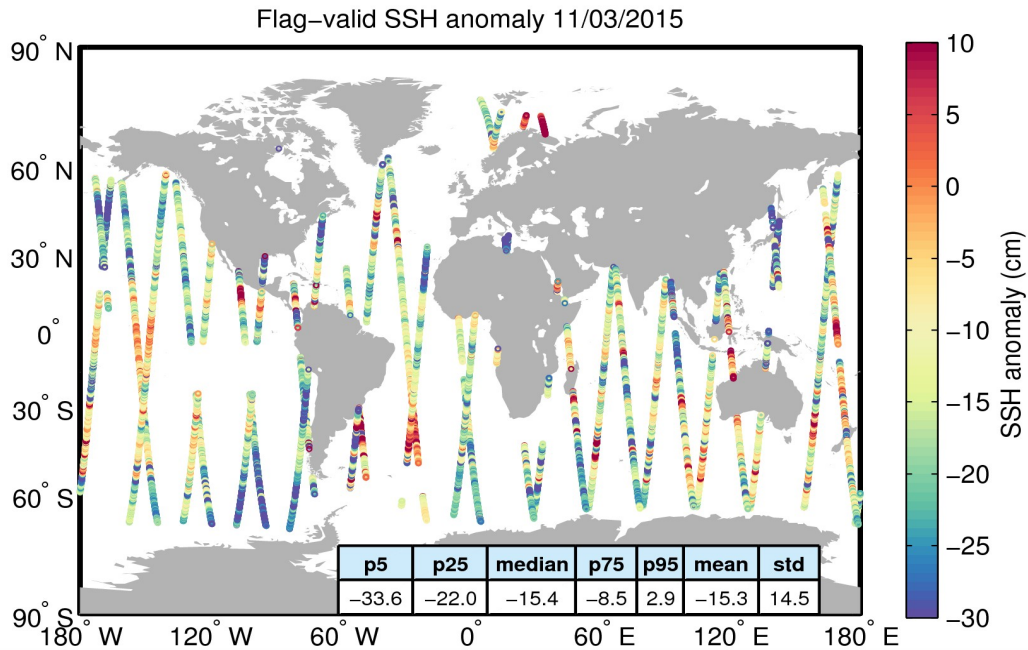 Flag−valid SSH anomaly 11/03/2015
90° N
60° N
30° N
0°
30° S
60° S
90° S
180° W
120° W
60° W
0°
60° E
120° E
180° E
p5 p25 median p75 p95 mean std
−33.6 −22.0 −15.4 −8.5 2.9 −15.3 14.5
10
5
0
−5
−10
−15
−20
−25
−30
SSH anomaly (cm)